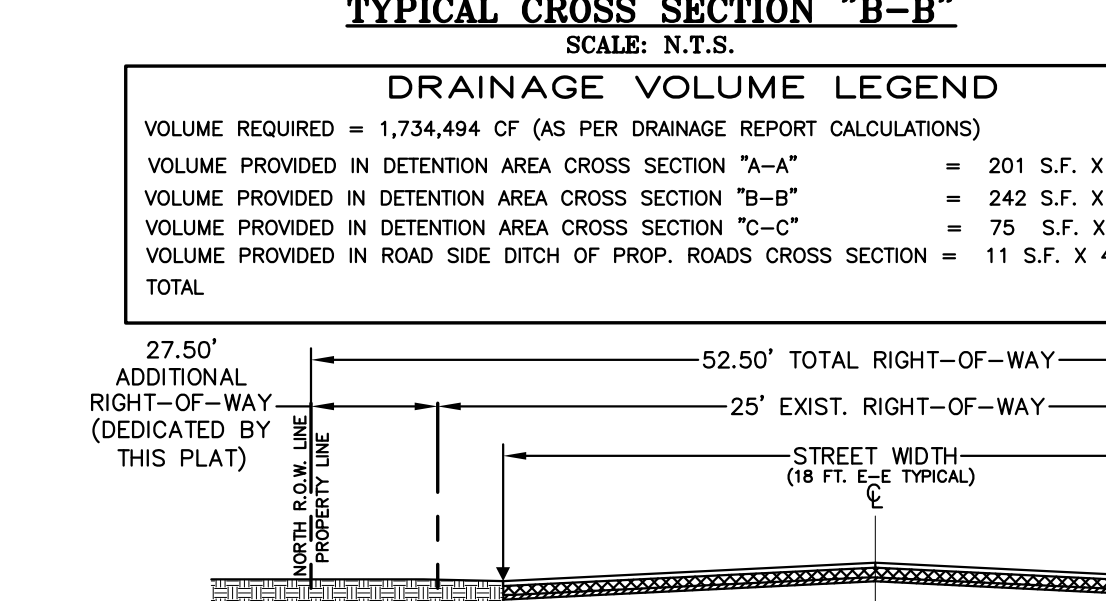 TYPICAL CROSS SECTION "B-B"
SCALE: N.T.S.
DRAINAGE VOLUME LEGEND
VOLUME REQUIRED = 1,734,494 CF (AS PER DRAINAGE REPORT CALCULATIONS)
VOLUME PROVIDED IN DETENTION AREA CROSS SECTION "A-A" = 201 S.F. X
VOLUME PROVIDED IN DETENTION AREA CROSS SECTION "B-B" = 242 S.F. X
VOLUME PROVIDED IN DETENTION AREA CROSS SECTION "C-C" = 75 S.F. X
VOLUME PROVIDED IN ROAD SIDE DITCH OF PROP. ROADS CROSS SECTION = 11 S.F. X
TOTAL
27.50'
ADDITIONAL
RIGHT-OF-WAY
(DEDICATED BY
THIS PLAT)
52.50' TOTAL RIGHT-OF-WAY
25' EXIST. RIGHT-OF-WAY
STREET WIDTH
(18 FT. E-E TYPICAL)
℄
NORTH R.O.W. LINE
PROPERTY LINE